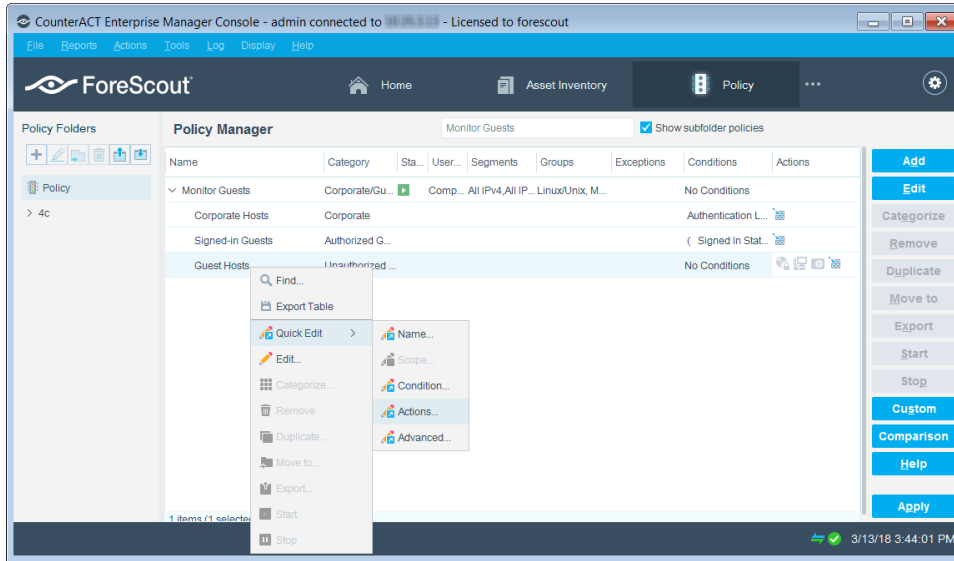 CounterACT Enterprise Manager Console - admin connected to - Licensed to forescout
File Reports Actions Tools Log Display Help
ForeScout Home Asset Inventory Policy
Policy Folders
Policy
4c
Policy Manager Monitor Guests Show subfolder policies
Name Category Sta... User... Segments Groups Exceptions Conditions Actions
Monitor Guests Corporate/Gu... Comp... All IPv4,All IP... Linux/Unix, M... No Conditions
Corporate Hosts Corporate Authentication L...
Signed-in Guests Authorized G... ( Signed In Stat...
Guest Hosts Unauthorized ... No Conditions
Find...
Export Table
Quick Edit
Edit...
Categorize...
Remove
Duplicate...
Move to...
Export...
Start
Stop
Name...
Scope...
Condition...
Actions...
Advanced...
1 items (1 selected
Add
Edit
Categorize
Remove
Duplicate
Move to
Export
Start
Stop
Custom
Comparison
Help
Apply
3/13/18 3:44:01 PM